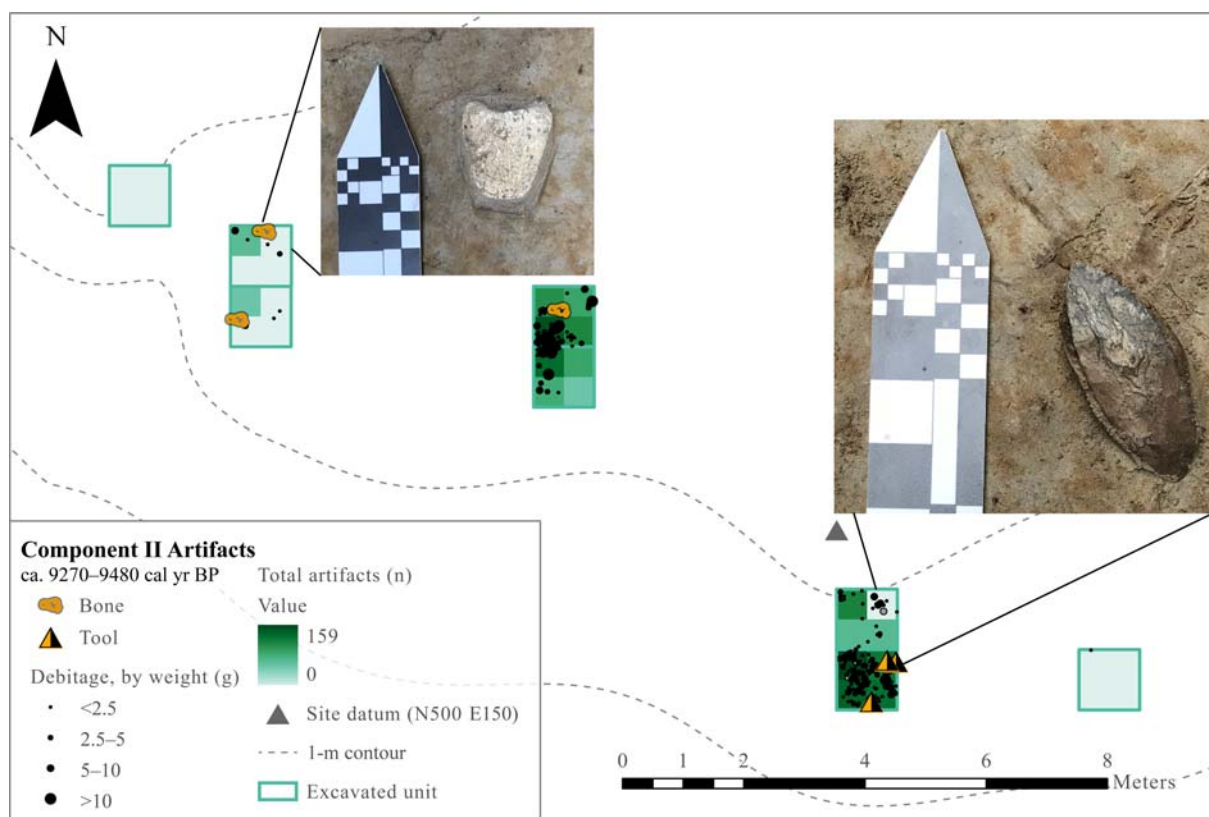 N
Component II Artifacts
ca. 9270–9480 cal yr BP
Bone
Tool
Debitage, by weight (g)
<2.5
2.5–5
5–10
>10
Total artifacts (n)
Value
159
0
Site datum (N500 E150)
1-m contour
Excavated unit
0 1 2 4 6 8
Meters